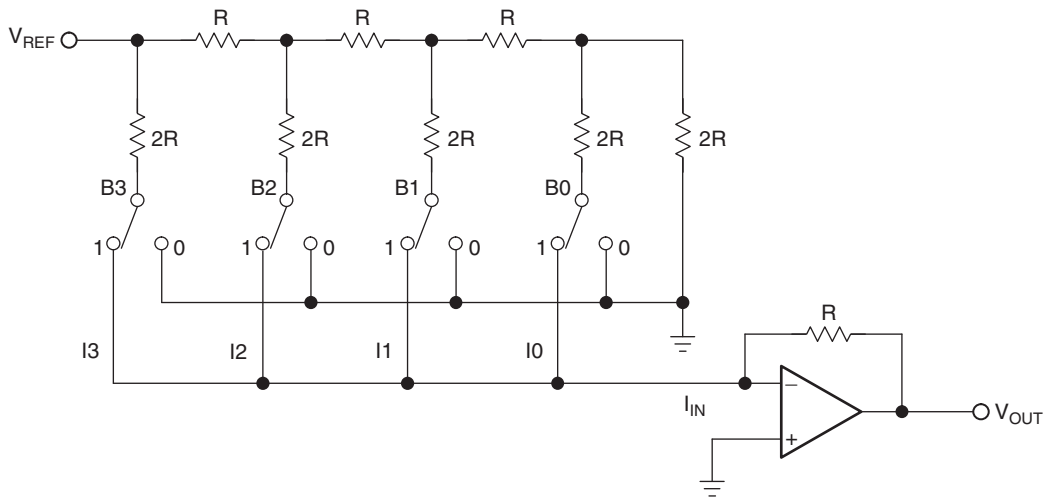 R R R
VREF
2R 2R 2R 2R 2R
B3 B2 B1 B0
1 0 1 0 1 0 1 0
I3 I2 I1 I0
R
IIN
−
+
VOUT